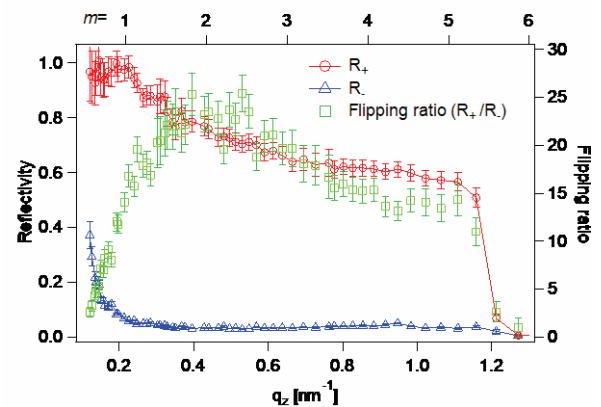 m= 1 2 3 4 5 6
1.0 30
R₊
R₋
Flipping ratio (R₊/R₋)
25
0.8
20
0.6
15
0.4
10
0.2
5
0.0 0
Reflectivity
Flipping ratio
0.2 0.4 0.6 0.8 1.0 1.2
q_z [nm⁻¹]